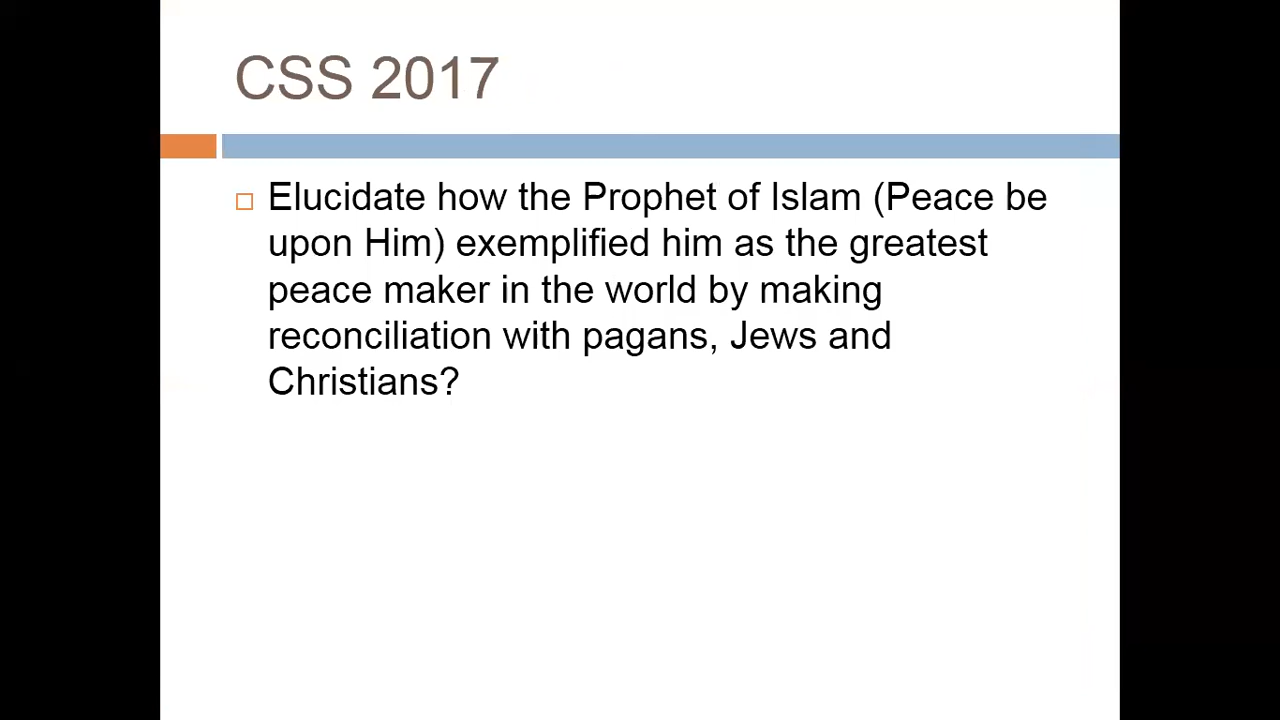 CSS 2017
Elucidate how the Prophet of Islam (Peace be
upon Him) exemplified him as the greatest
peace maker in the world by making
reconciliation with pagans, Jews and
Christians?